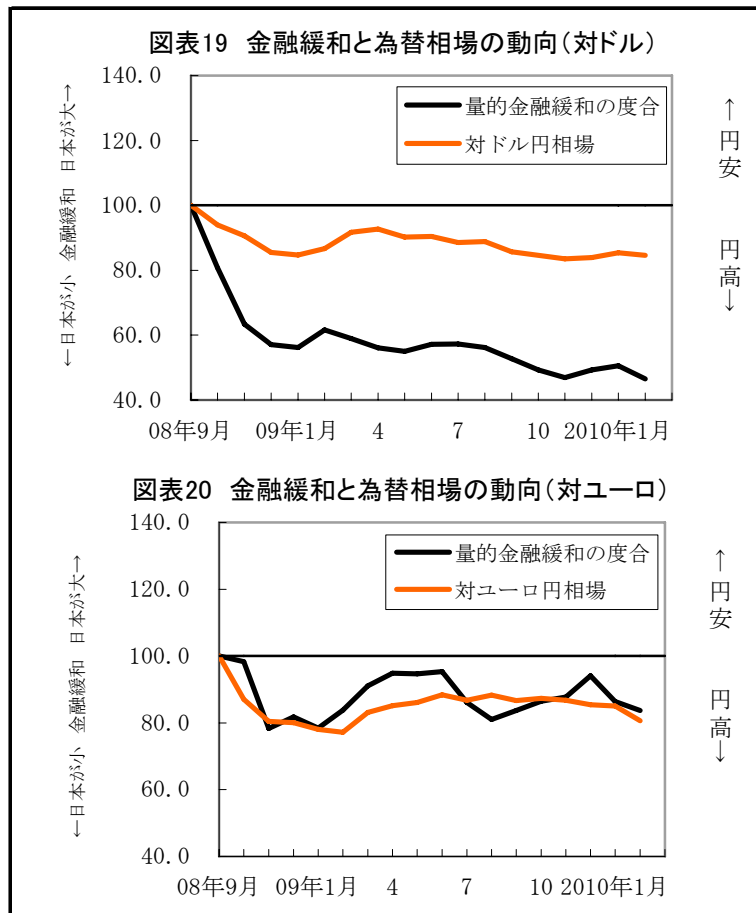 図表19 金融緩和と為替相場の動向(対ドル)
140.0
120.0
100.0
80.0
60.0
40.0
←日本が小 金融緩和 日本が大→
量的金融緩和の度合
対ドル円相場
↑円安
円高↓
08年9月 09年1月 4 7 10 2010年1月
図表20 金融緩和と為替相場の動向(対ユーロ)
140.0
120.0
100.0
80.0
60.0
40.0
←日本が小 金融緩和 日本が大→
量的金融緩和の度合
対ユーロ円相場
↑円安
円高↓
08年9月 09年1月 4 7 10 2010年1月